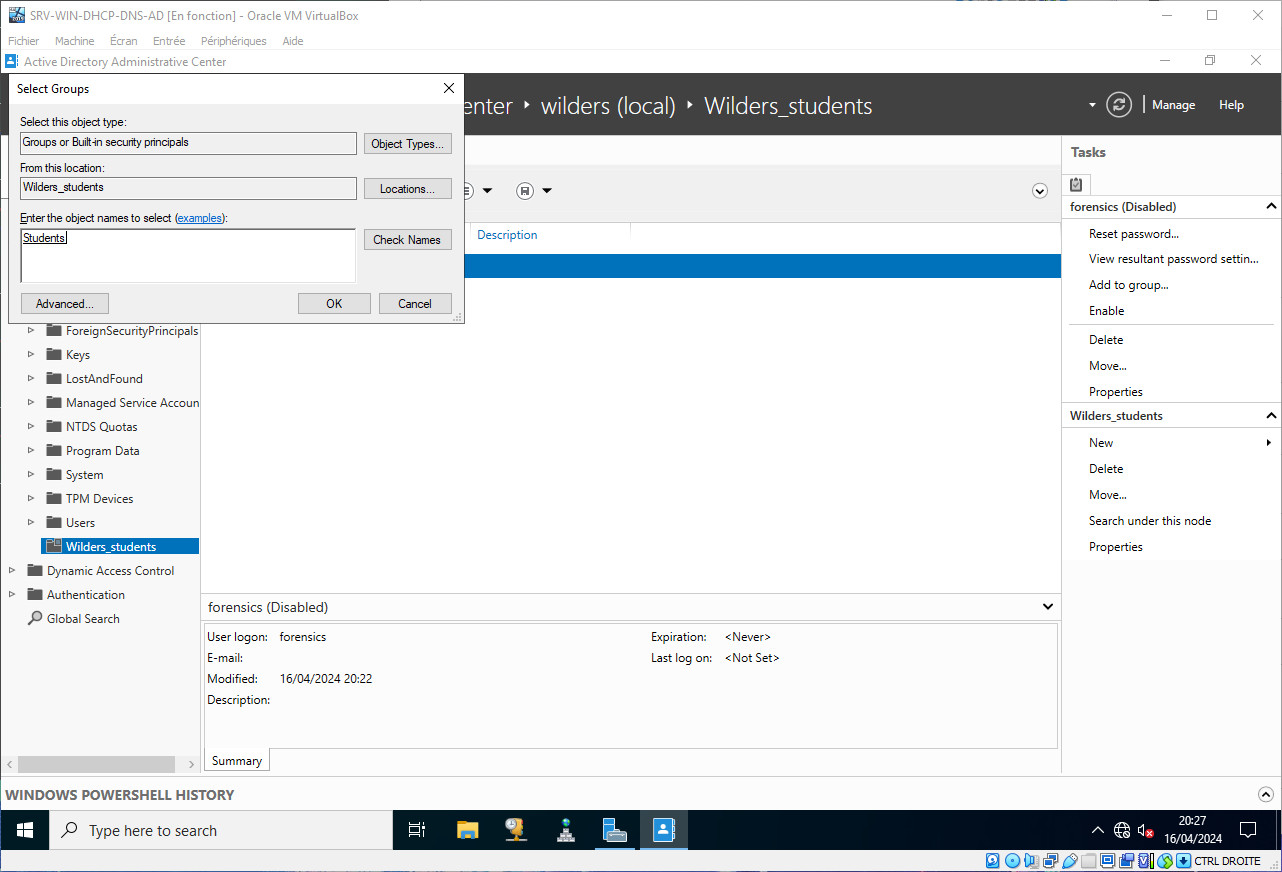 SRV-WIN-DHCP-DNS-AD [En fonction] - Oracle VM VirtualBox
Fichier Machine Écran Entrée Périphériques Aide
Active Directory Administrative Center
Select Groups
enter wilders (local) Wilders_students
Manage Help
Select this object type:
Groups or Built-in security principals
Object Types...
From this location:
Wilders_students
Locations...
Enter the object names to select (examples):
Students
Check Names
Advanced...
OK
Cancel
Description
ForeignSecurityPrincipals
Keys
LostAndFound
Managed Service Accoun
NTDS Quotas
Program Data
System
TPM Devices
Users
Wilders_students
Dynamic Access Control
Authentication
Global Search
forensics (Disabled)
User logon: forensics
E-mail:
Modified: 16/04/2024 20:22
Description:
Expiration: <Never>
Last log on: <Not Set>
Summary
Tasks
forensics (Disabled)
Reset password...
View resultant password settin...
Add to group...
Enable
Delete
Move...
Properties
Wilders_students
New
Delete
Move...
Search under this node
Properties
WINDOWS POWERSHELL HISTORY
Type here to search
20:27
16/04/2024
CTRL DROITE